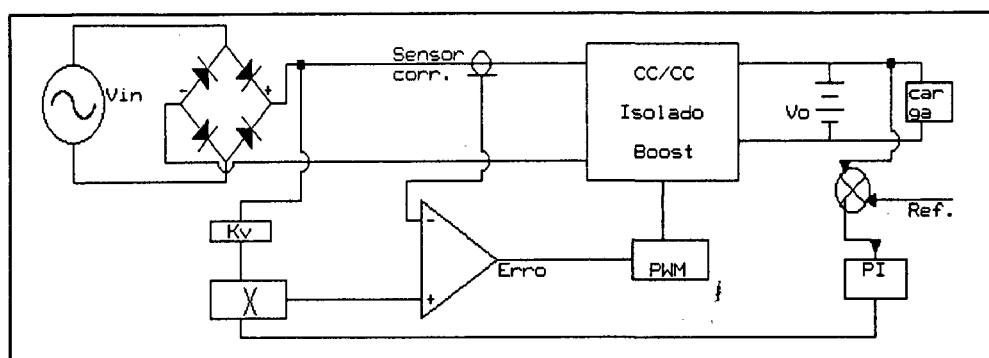 Sensor
corr.
Vin
-
+
CC/CC
Isolado
Boost
Vo
car
ga
Ref.
Kv
-
+
Erro
PWM
PI
X